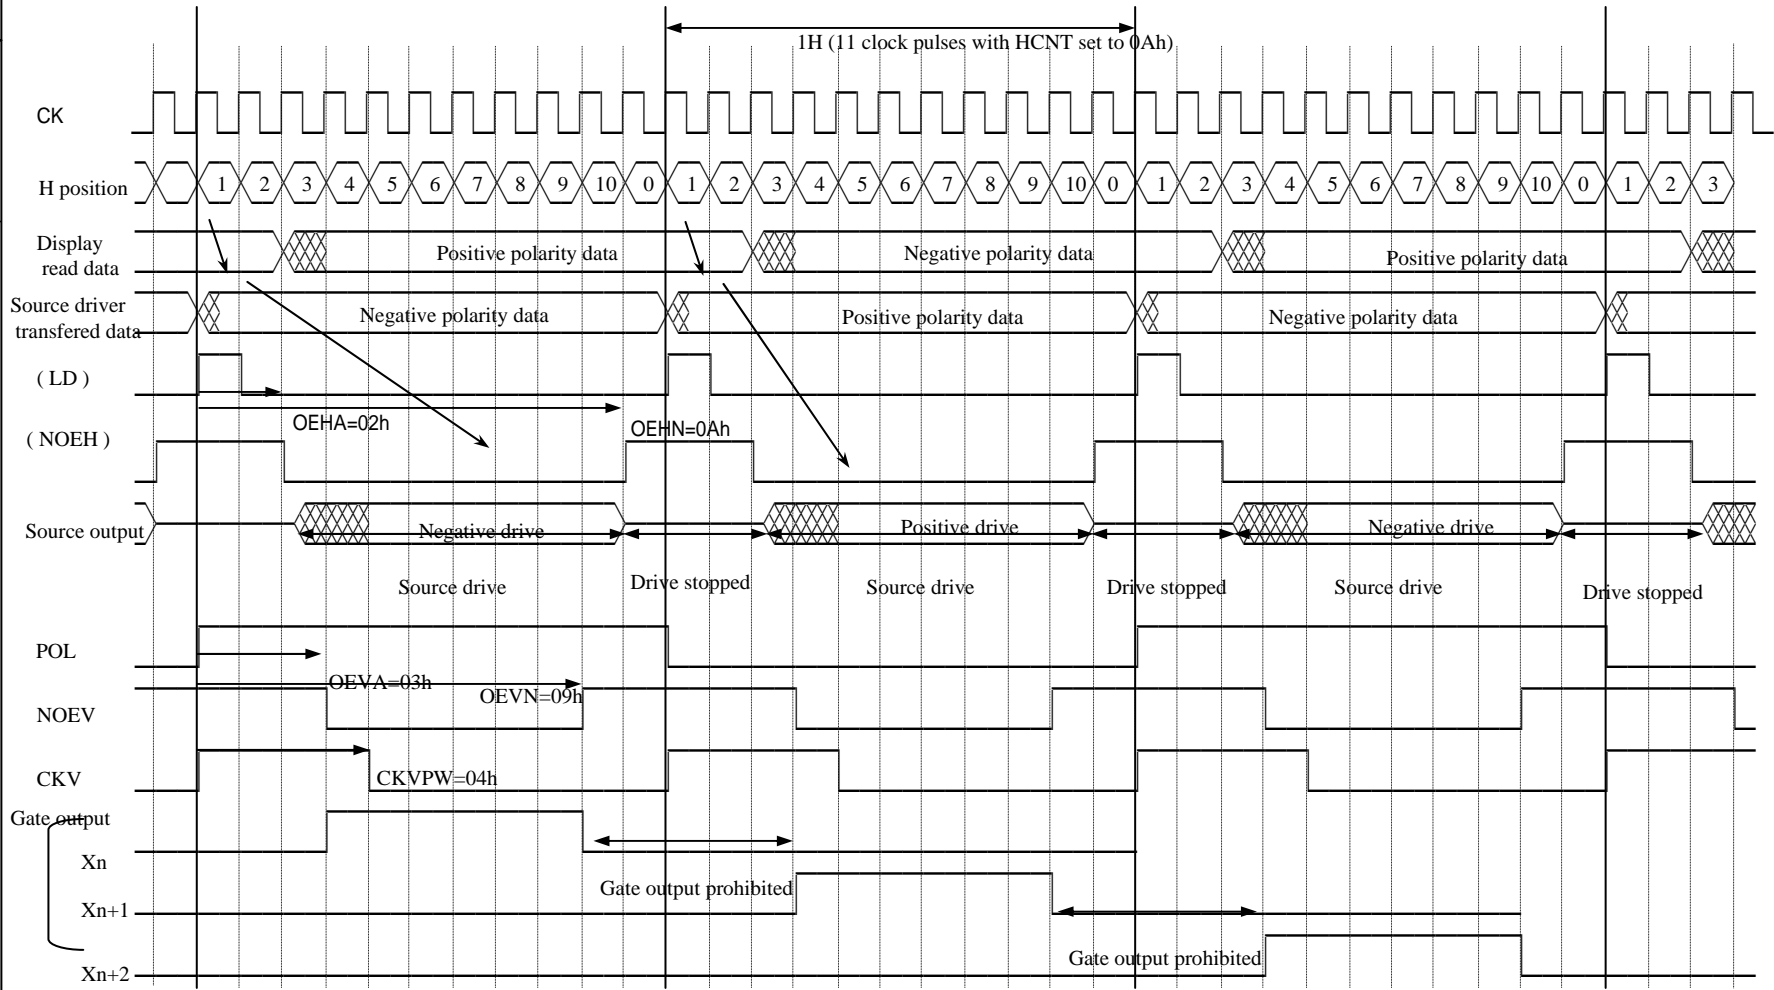 1H (11 clock pulses with HCNT set to 0Ah)
CK
H position 1 2 3 4 5 6 7 8 9 10 0 1 2 3 4 5 6 7 8 9 10 0 1 2 3 4 5 6 7 8 9 10 0 1 2 3
Display
read data
Positive polarity data Negative polarity data Positive polarity data
Source driver
transfered data
Negative polarity data Positive polarity data Negative polarity data
( LD )
OEHA=02h OEHN=0Ah
( NOEH )
Source output Negative drive Positive drive Negative drive
Source drive Drive stopped Source drive Drive stopped Source drive Drive stopped
POL
OEVA=03h OEVN=09h
NOEV
CKV CKVPW=04h
Gate output
Xn
Gate output prohibited
Xn+1
Gate output prohibited
Xn+2